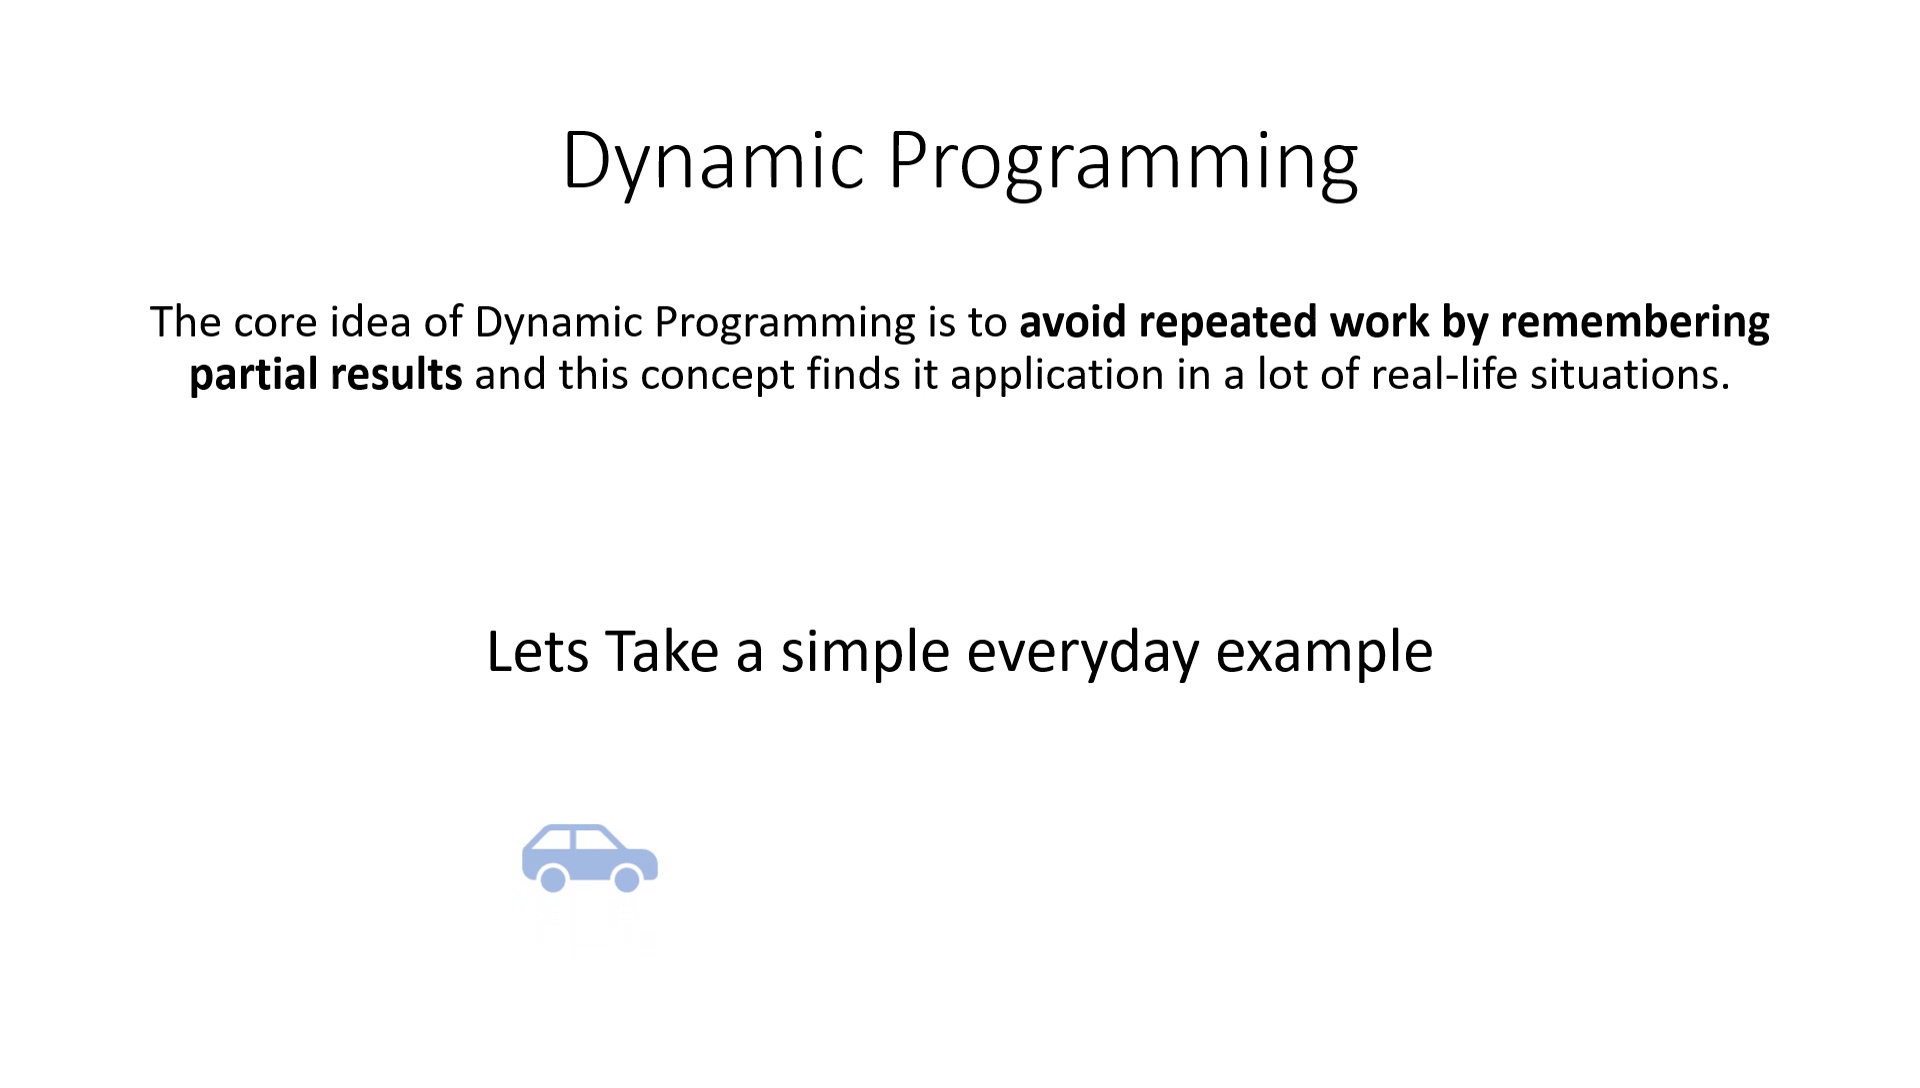 Dynamic Programming
The core idea of Dynamic Programming is to avoid repeated work by remembering
partial results and this concept finds it application in a lot of real-life situations.
Lets Take a simple everyday example